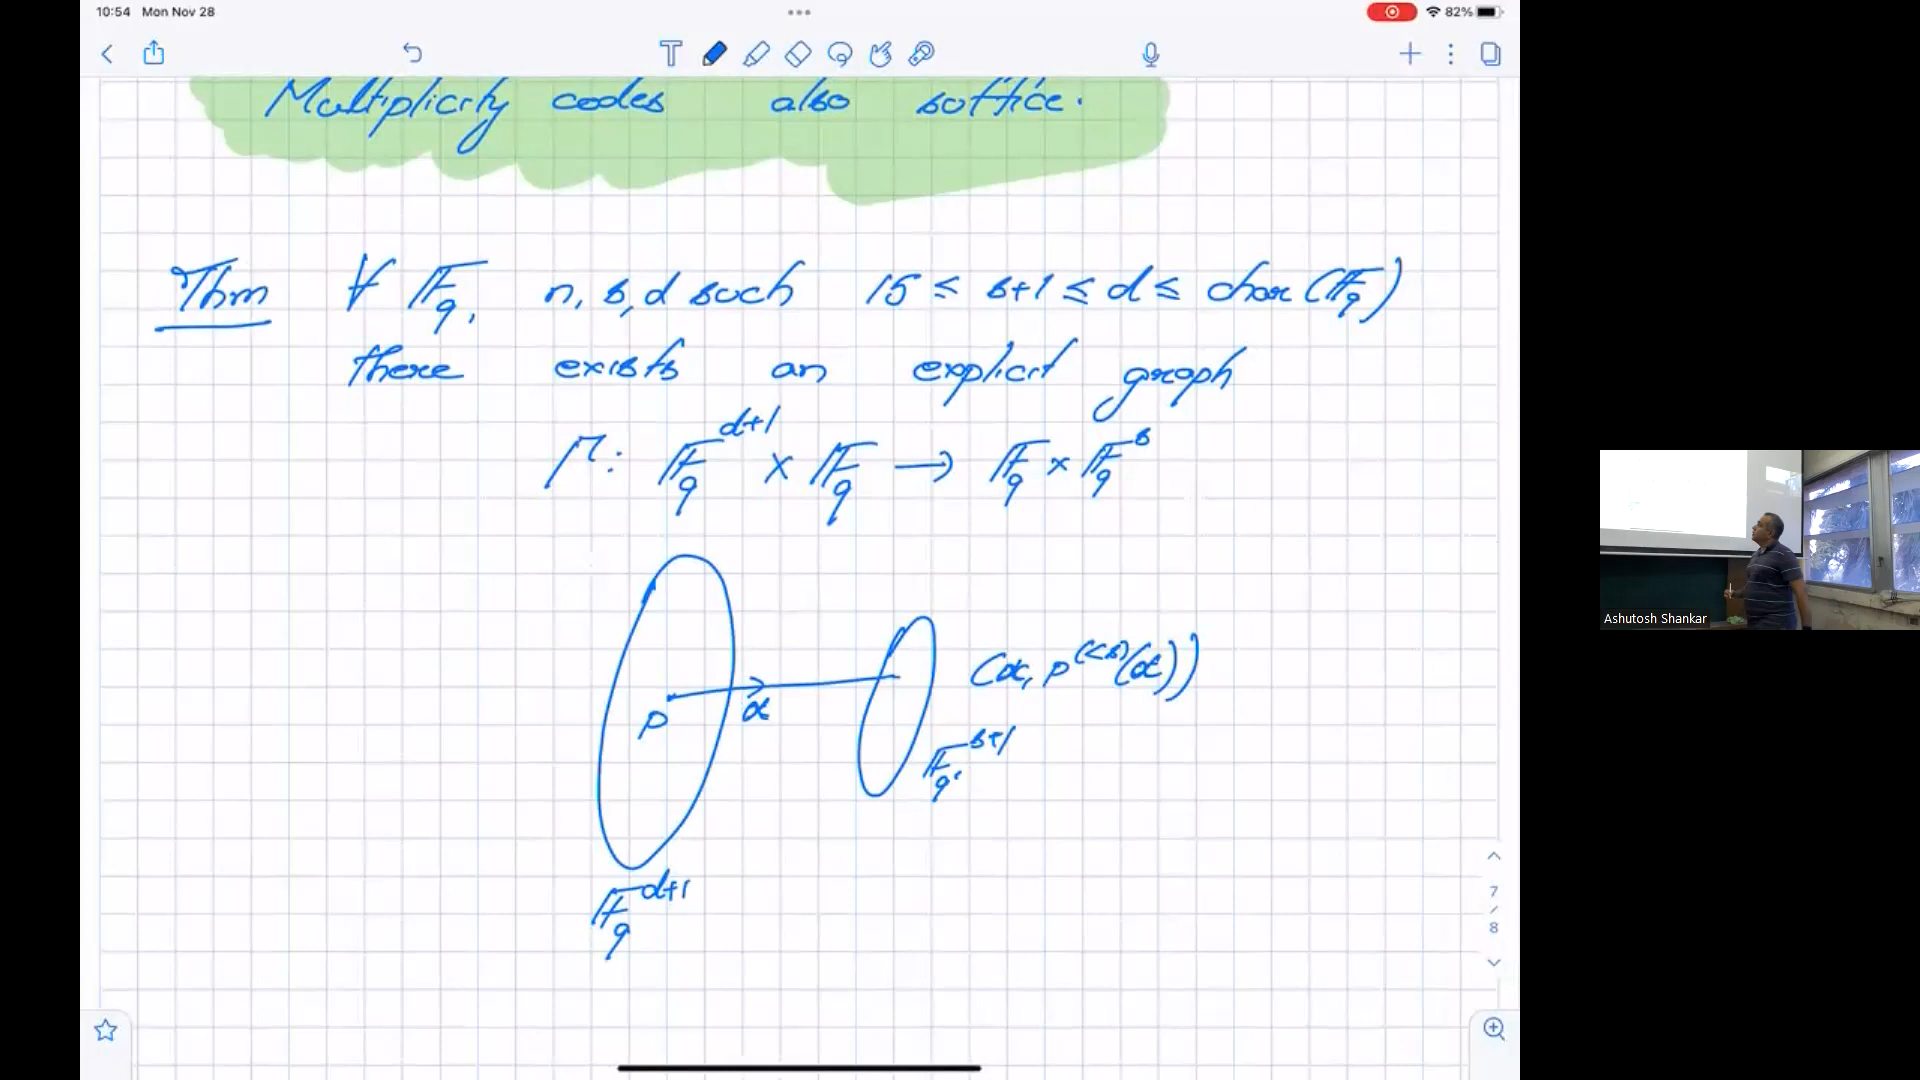 10:54 Mon Nov 28
82%
Multiplicity codes also suffice.
Thm ∀ 𝔽_q, n, s, d such 15 ≤ s+1 ≤ d ≤ char(𝔽_q)
there exists an explicit graph
Γ: 𝔽_q^{d+1} × 𝔽_q → 𝔽_q × 𝔽_q^s
(α, p^{(<s)}(α))
p α
𝔽_q^{s+1}
𝔽_q^{d+1}
7
/
8
Ashutosh Shankar